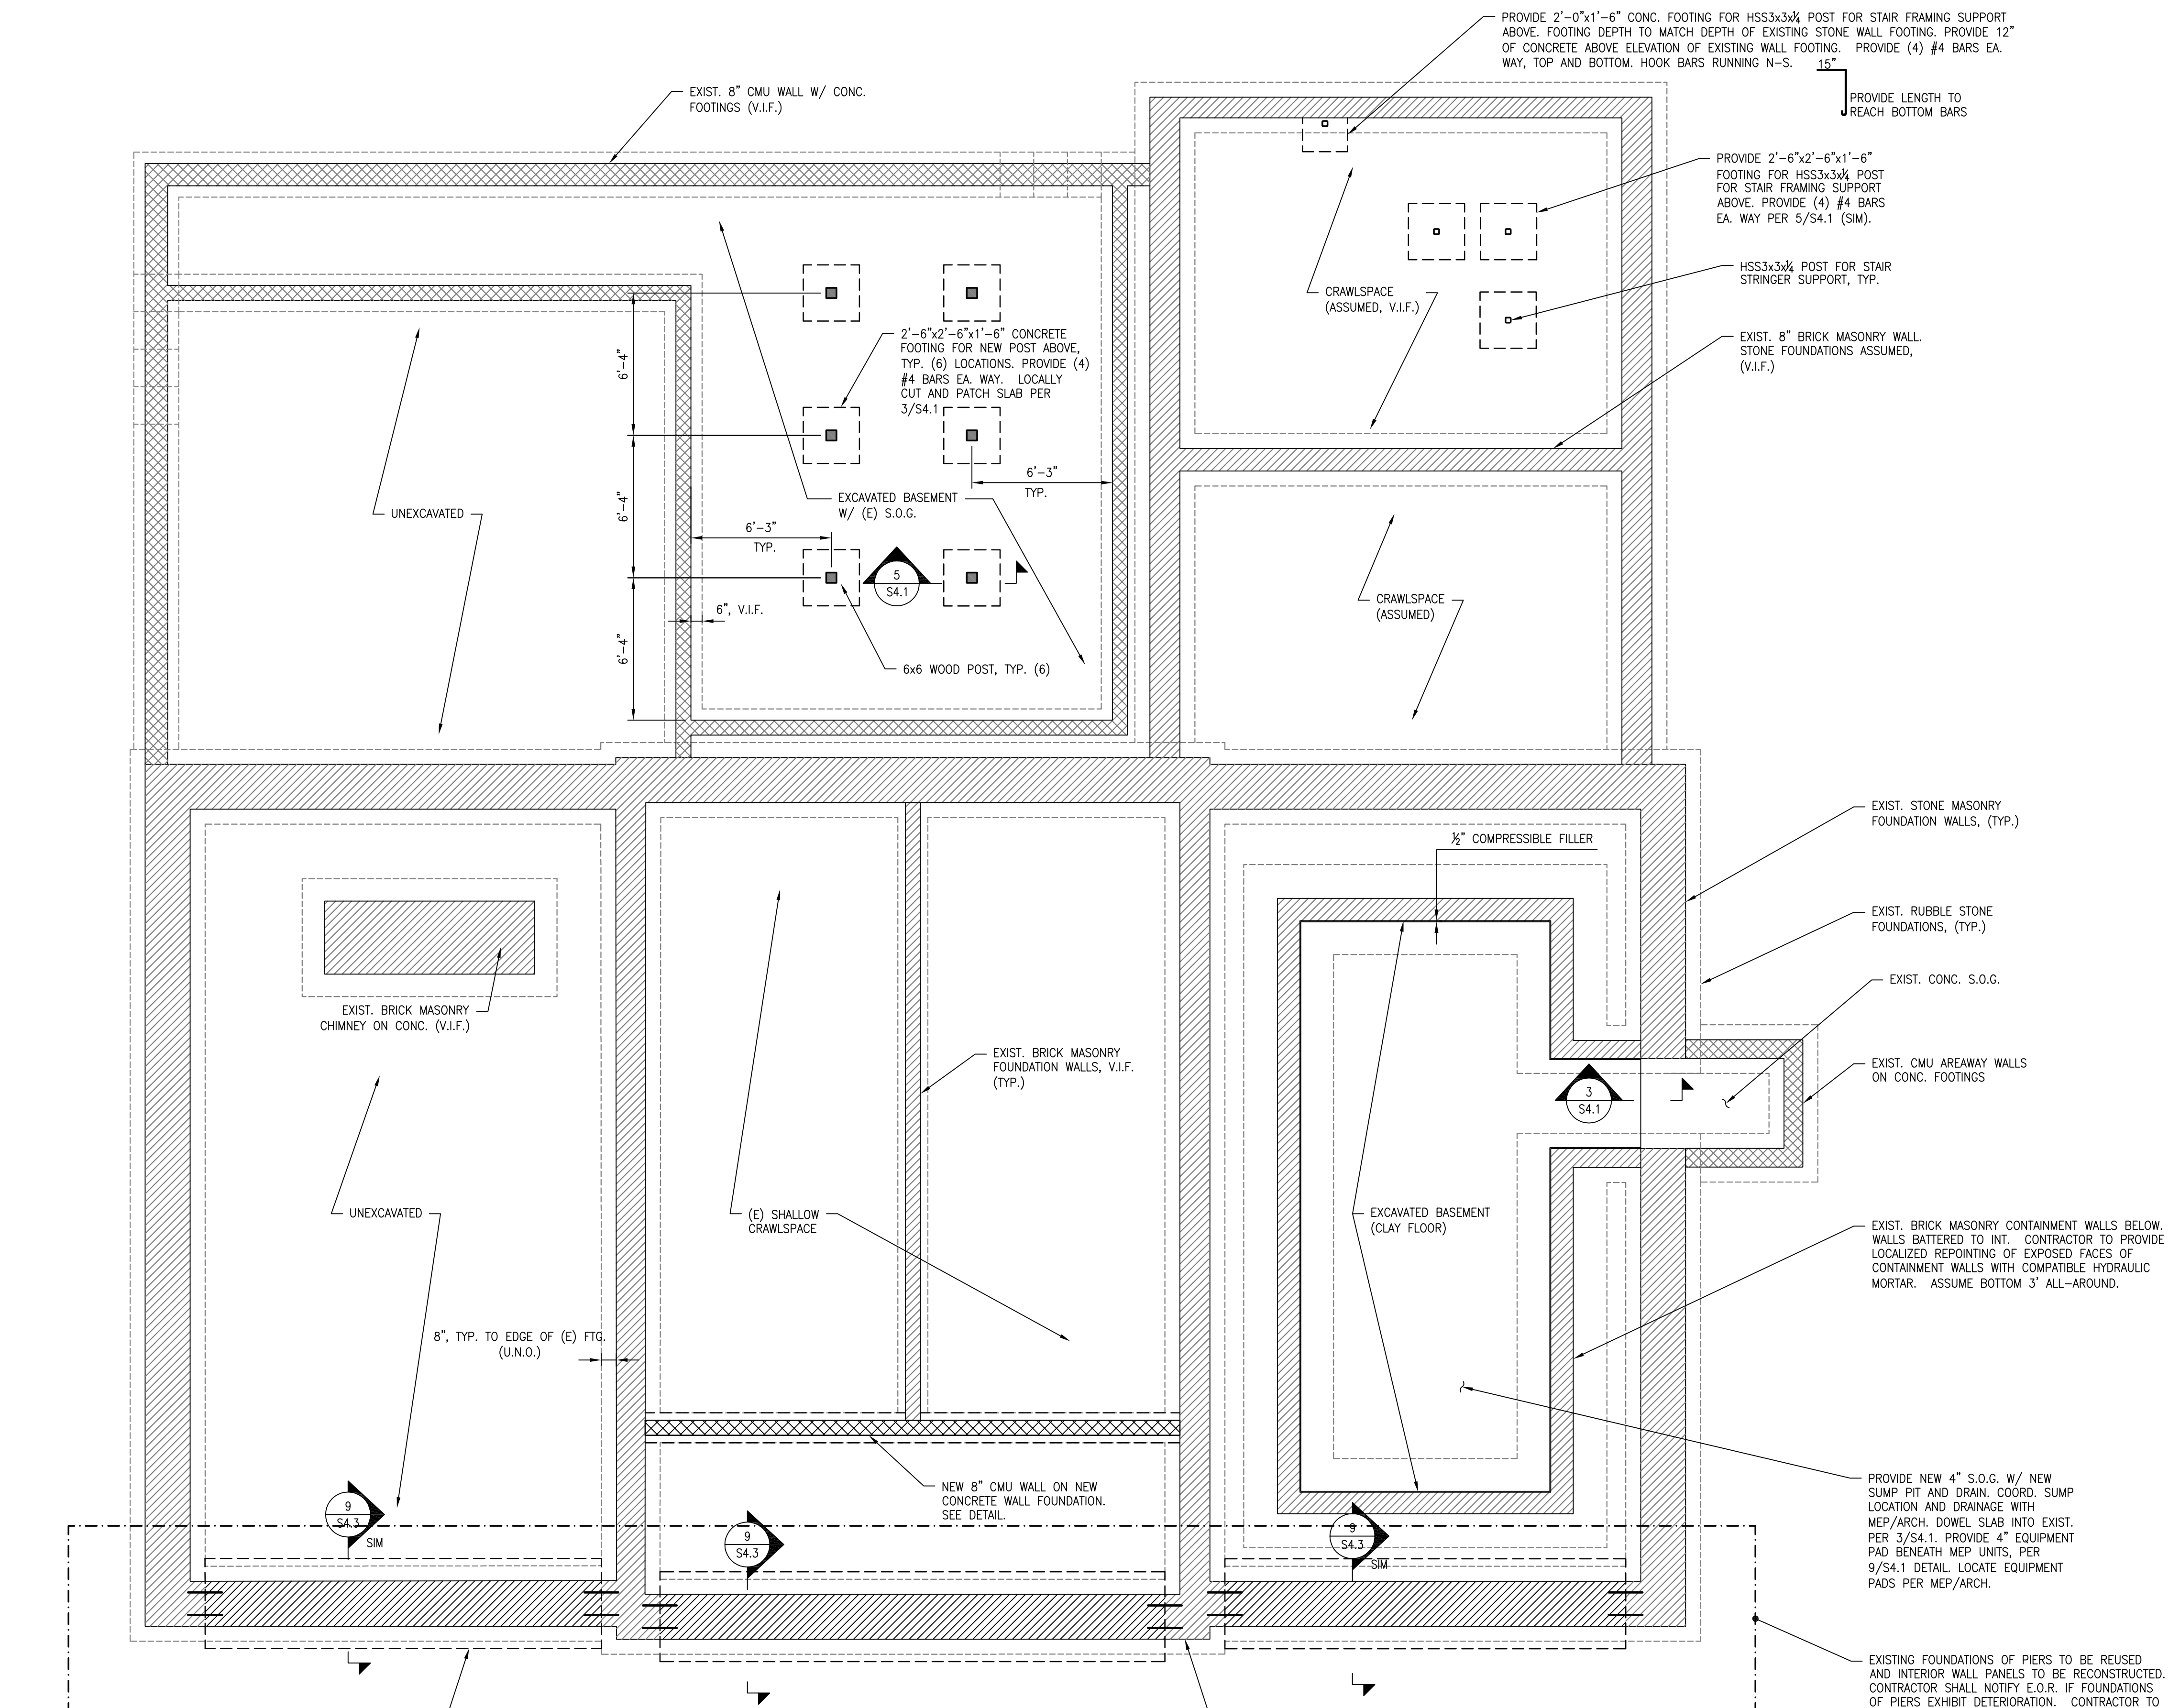 PROVIDE 2'-0"x1'-6" CONC. FOOTING FOR HSS3x3x¼ POST FOR STAIR FRAMING SUPPORT
ABOVE. FOOTING DEPTH TO MATCH DEPTH OF EXISTING STONE WALL FOOTING. PROVIDE 12"
OF CONCRETE ABOVE ELEVATION OF EXISTING WALL FOOTING. PROVIDE (4) #4 BARS EA.
WAY, TOP AND BOTTOM. HOOK BARS RUNNING N-S.
15"
PROVIDE LENGTH TO
REACH BOTTOM BARS
EXIST. 8" CMU WALL W/ CONC.
FOOTINGS (V.I.F.)
PROVIDE 2'-6"x2'-6"x1'-6"
FOOTING FOR HSS3x3x¼ POST
FOR STAIR FRAMING SUPPORT
ABOVE. PROVIDE (4) #4 BARS
EA. WAY PER 5/S4.1 (SIM).
HSS3x3x¼ POST FOR STAIR
STRINGER SUPPORT, TYP.
CRAWLSPACE
(ASSUMED, V.I.F.)
EXIST. 8" BRICK MASONRY WALL.
STONE FOUNDATIONS ASSUMED,
(V.I.F.)
2'-6"x2'-6"x1'-6" CONCRETE
FOOTING FOR NEW POST ABOVE,
TYP. (6) LOCATIONS. PROVIDE (4)
#4 BARS EA. WAY. LOCALLY
CUT AND PATCH SLAB PER
3/S4.1
6'-4"
6'-4"
6'-4"
6'-3"
TYP.
UNEXCAVATED
EXCAVATED BASEMENT
W/ (E) S.O.G.
6'-3"
TYP.
5
S4.1
6", V.I.F.
CRAWLSPACE
(ASSUMED)
6x6 WOOD POST, TYP. (6)
EXIST. STONE MASONRY
FOUNDATION WALLS, (TYP.)
½" COMPRESSIBLE FILLER
EXIST. RUBBLE STONE
FOUNDATIONS, (TYP.)
EXIST. CONC. S.O.G.
EXIST. BRICK MASONRY
CHIMNEY ON CONC. (V.I.F.)
EXIST. BRICK MASONRY
FOUNDATION WALLS, V.I.F.
(TYP.)
EXIST. CMU AREAWAY WALLS
ON CONC. FOOTINGS
3
S4.1
UNEXCAVATED
(E) SHALLOW
CRAWLSPACE
EXCAVATED BASEMENT
(CLAY FLOOR)
EXIST. BRICK MASONRY CONTAINMENT WALLS BELOW.
WALLS BATTERED TO INT. CONTRACTOR TO PROVIDE
LOCALIZED REPOINTING OF EXPOSED FACES OF
CONTAINMENT WALLS WITH COMPATIBLE HYDRAULIC
MORTAR. ASSUME BOTTOM 3' ALL-AROUND.
8", TYP. TO EDGE OF (E) FTG.
(U.N.O.)
NEW 8" CMU WALL ON NEW
CONCRETE WALL FOUNDATION.
SEE DETAIL.
PROVIDE NEW 4" S.O.G. W/ NEW
SUMP PIT AND DRAIN. COORD. SUMP
LOCATION AND DRAINAGE WITH
MEP/ARCH. DOWEL SLAB INTO EXIST.
PER 3/S4.1. PROVIDE 4" EQUIPMENT
PAD BENEATH MEP UNITS, PER
9/S4.1 DETAIL. LOCATE EQUIPMENT
PADS PER MEP/ARCH.
9
S4.3
SIM
9
S4.3
9
S4.3
SIM
EXISTING FOUNDATIONS OF PIERS TO BE REUSED
AND INTERIOR WALL PANELS TO BE RECONSTRUCTED.
CONTRACTOR SHALL NOTIFY E.O.R. IF FOUNDATIONS
OF PIERS EXHIBIT DETERIORATION. CONTRACTOR TO